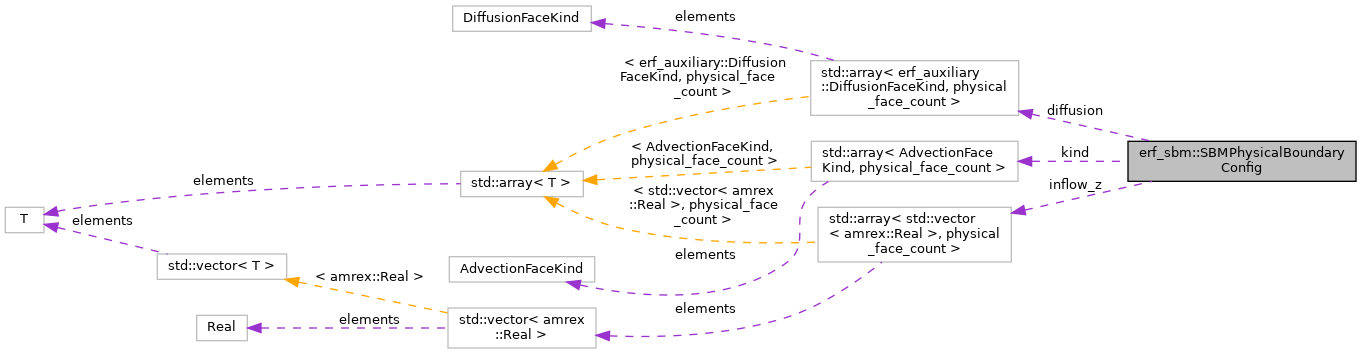 DiffusionFaceKind
elements
< erf_auxiliary::Diffusion
FaceKind, physical_face
_count >
std::array< erf_auxiliary
::DiffusionFaceKind, physical
_face_count >
diffusion
< AdvectionFaceKind,
physical_face_count >
std::array< AdvectionFace
Kind, physical_face_count >
kind
erf_sbm::SBMPhysicalBoundary
Config
elements
std::array< T >
< std::vector< amrex
::Real >, physical_face
_count >
inflow_z
T
elements
std::array< std::vector
< amrex::Real >, physical
_face_count >
elements
std::vector< T >
AdvectionFaceKind
< amrex::Real >
Real
elements
std::vector< amrex
::Real >
elements